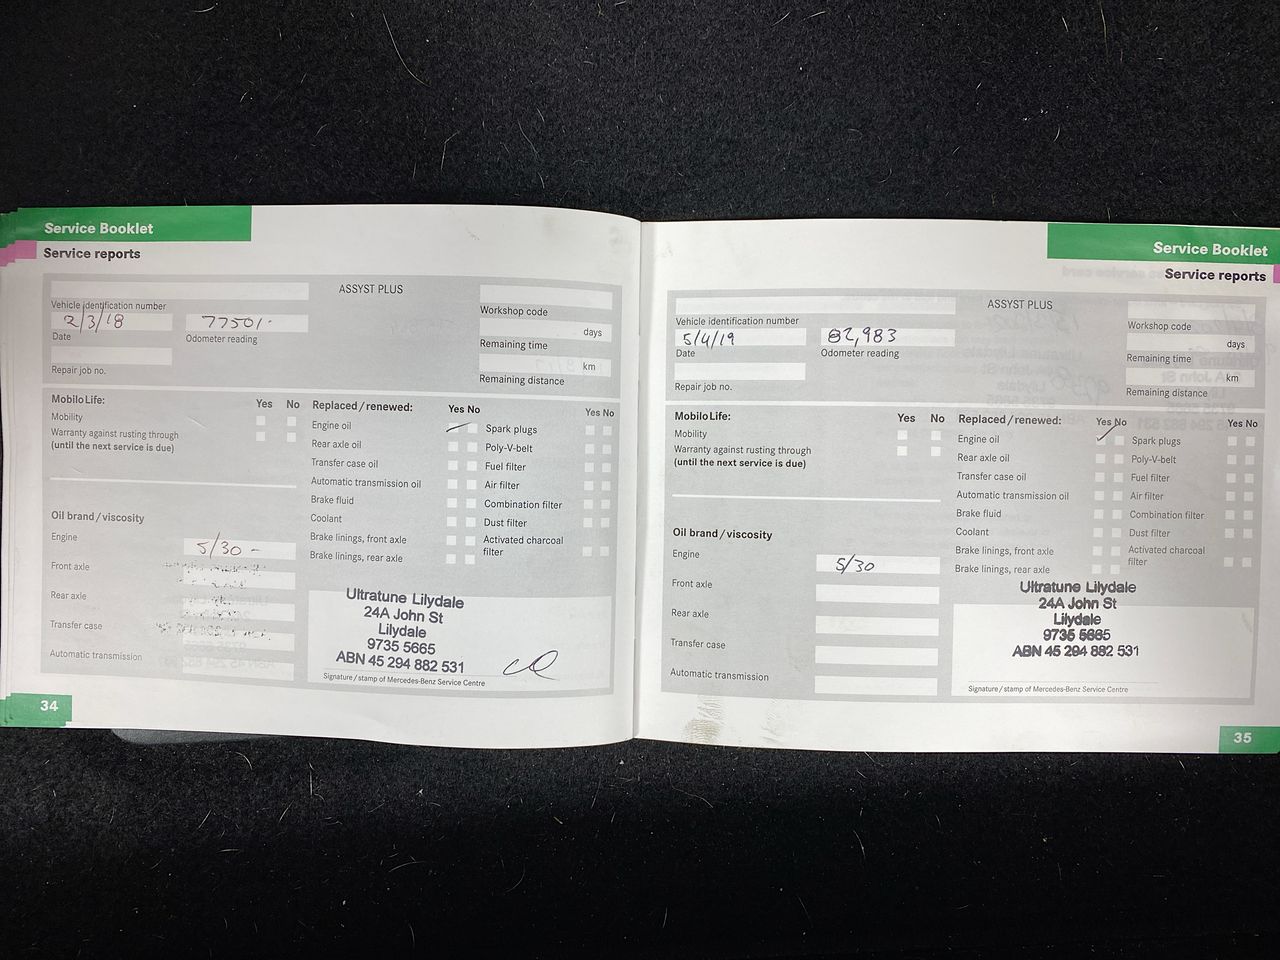 Service Booklet
Service reports
ASSYST PLUS
Vehicle identification number
Workshop code
2/3/18
77501-
days
Date
Odometer reading
Remaining time
km
Repair job no.
Remaining distance
MobiloLife:
Yes No
Replaced/renewed:
Yes No
Yes No
Mobility
Engine oil
Spark plugs
Warranty against rusting through
Rear axle oil
Poly-V-belt
(until the next service is due)
Transfer case oil
Fuel filter
Automatic transmission oil
Air filter
Brake fluid
Combination filter
Oil brand/viscosity
Coolant
Dust filter
Engine
5/30 -
Brake linings, front axle
Activated charcoal
filter
Brake linings, rear axle
Front axle
Rear axle
Transfer case
Automatic transmission
Ultratune Lilydale
24A John St
Lilydale
9735 5665
ABN 45 294 882 531
Signature/stamp of Mercedes-Benz Service Centre
34
Service Booklet
Service reports
ASSYST PLUS
Vehicle identification number
Workshop code
5/4/19
82,983
days
Date
Odometer reading
Remaining time
km
Repair job no.
Remaining distance
MobiloLife:
Yes No
Replaced/renewed:
Yes No
Yes No
Mobility
Engine oil
Spark plugs
Warranty against rusting through
Rear axle oil
Poly-V-belt
(until the next service is due)
Transfer case oil
Fuel filter
Automatic transmission oil
Air filter
Brake fluid
Combination filter
Oil brand/viscosity
Coolant
Dust filter
Engine
5/30
Brake linings, front axle
Activated charcoal
filter
Brake linings, rear axle
Front axle
Rear axle
Transfer case
Automatic transmission
Ultratune Lilydale
24A John St
Lilydale
9735 5665
ABN 45 294 882 531
Signature/stamp of Mercedes-Benz Service Centre
35